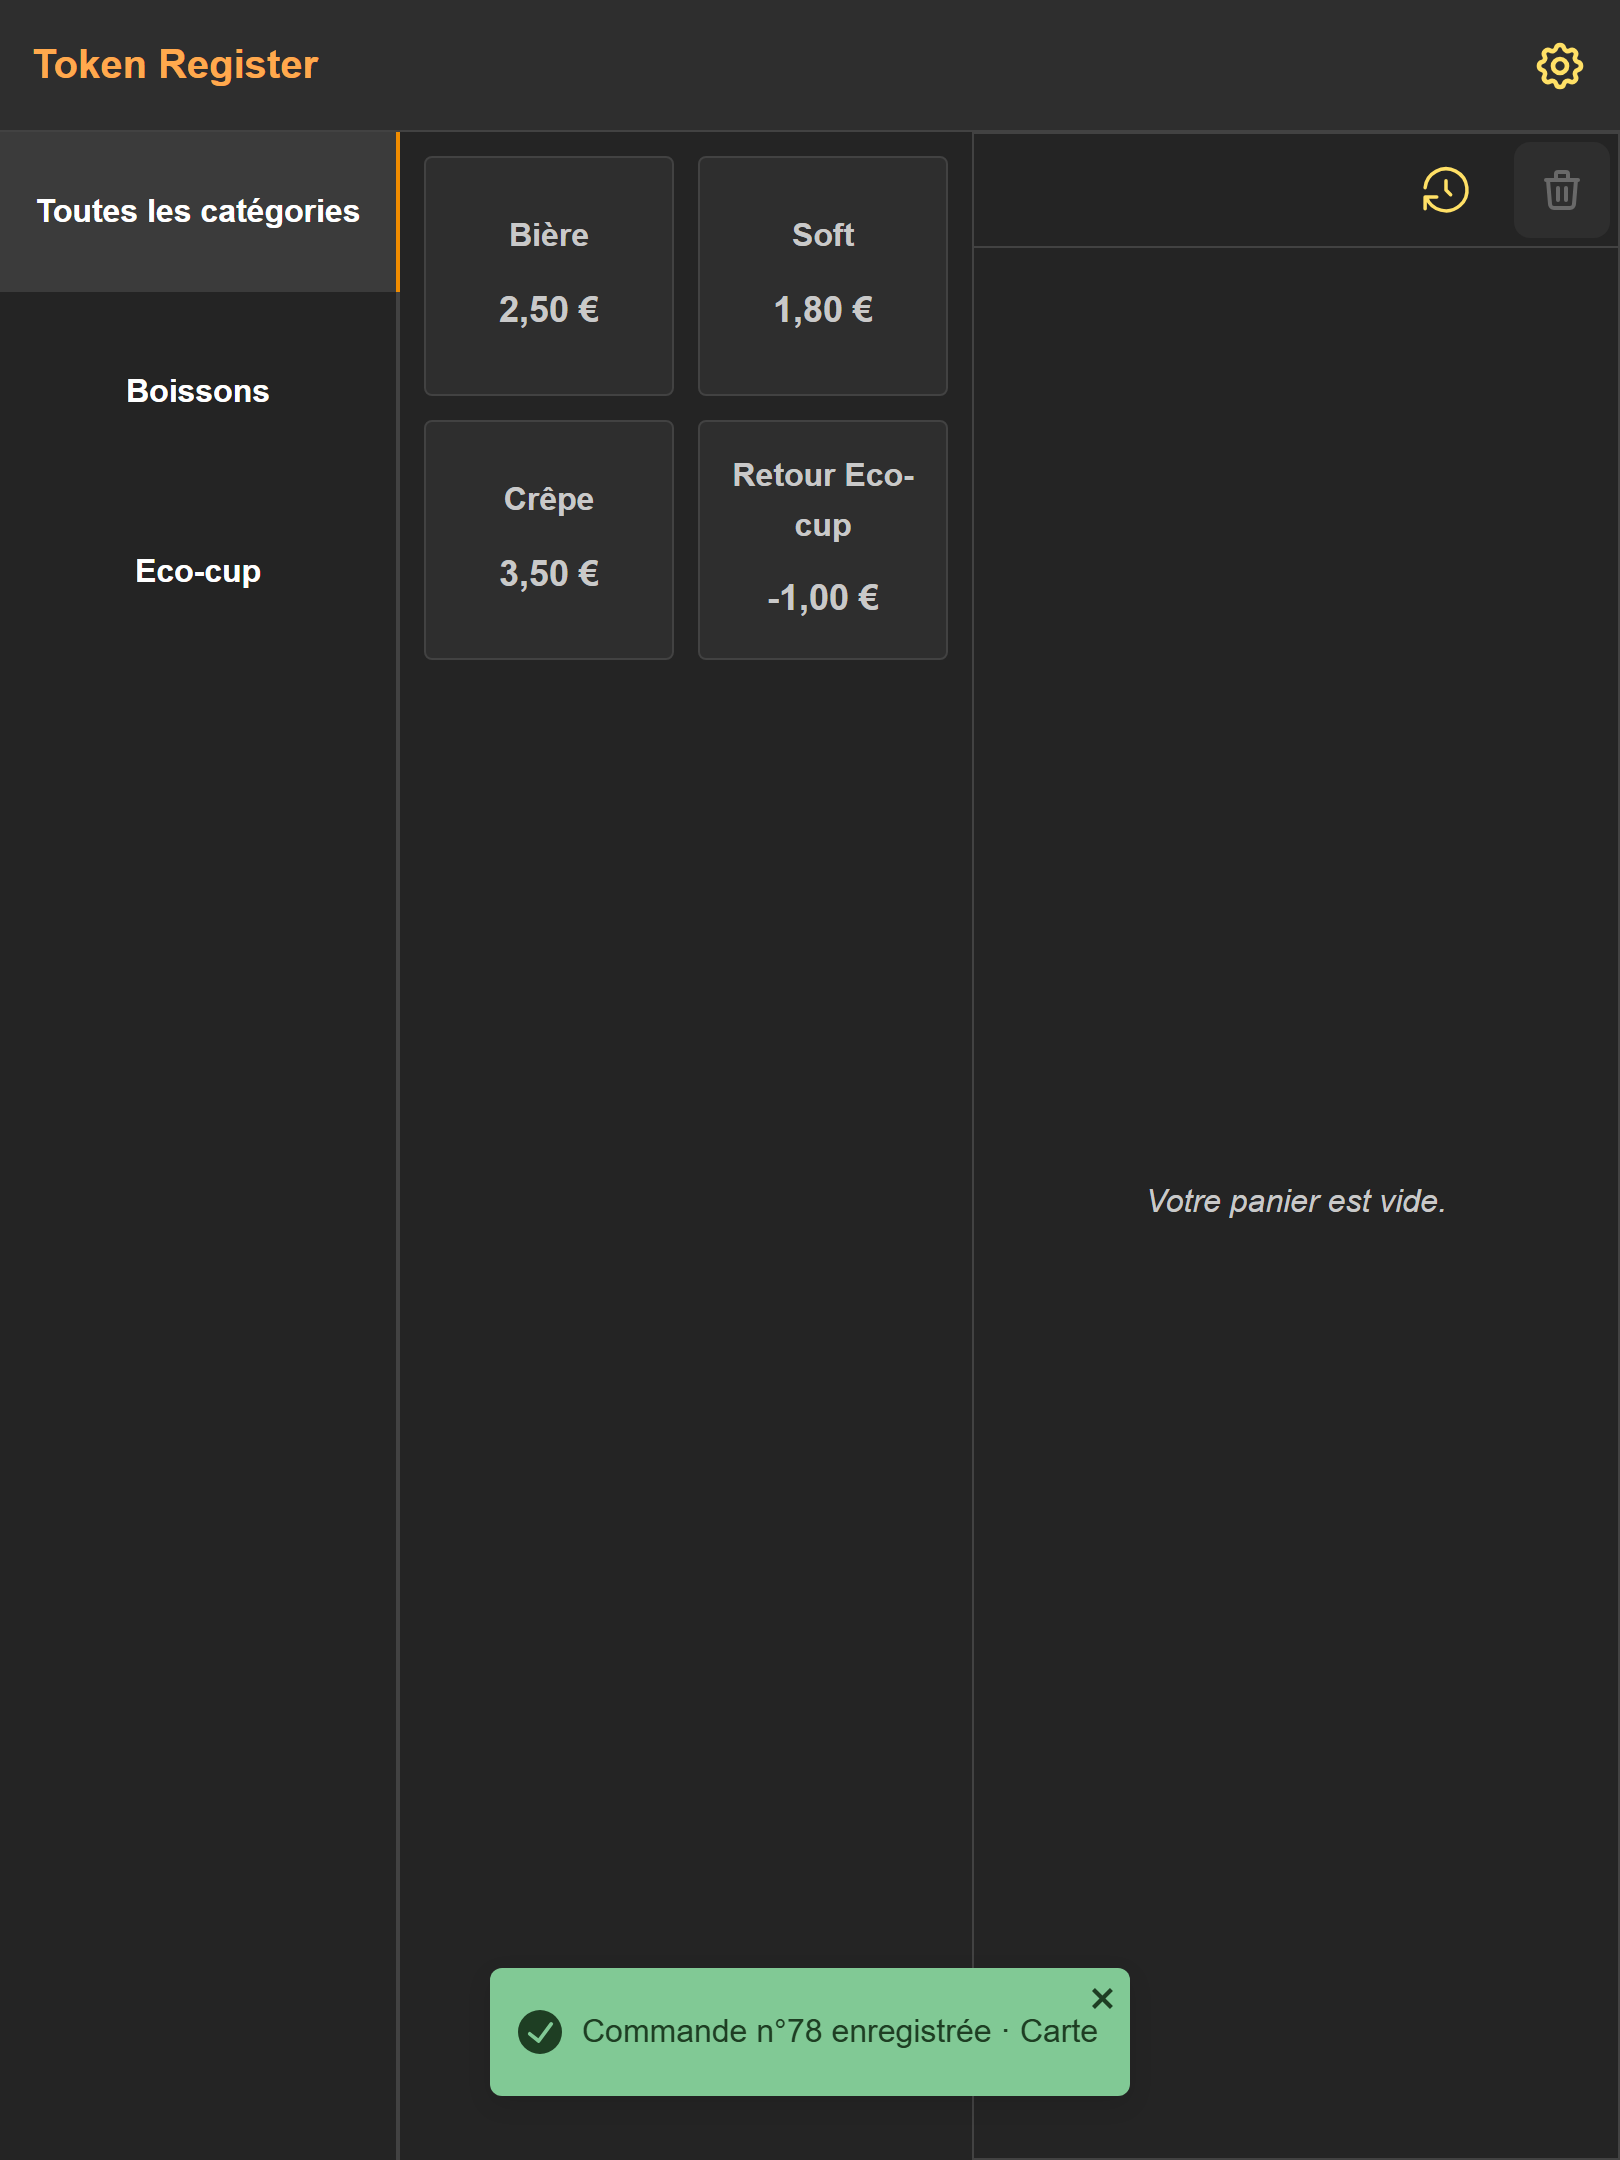 Token Register
Toutes les catégories
Boissons
Eco-cup
Bière
2,50 €
Soft
1,80 €
Crêpe
3,50 €
Retour Eco-
cup
-1,00 €
Votre panier est vide.
Commande n°78 enregistrée · Carte